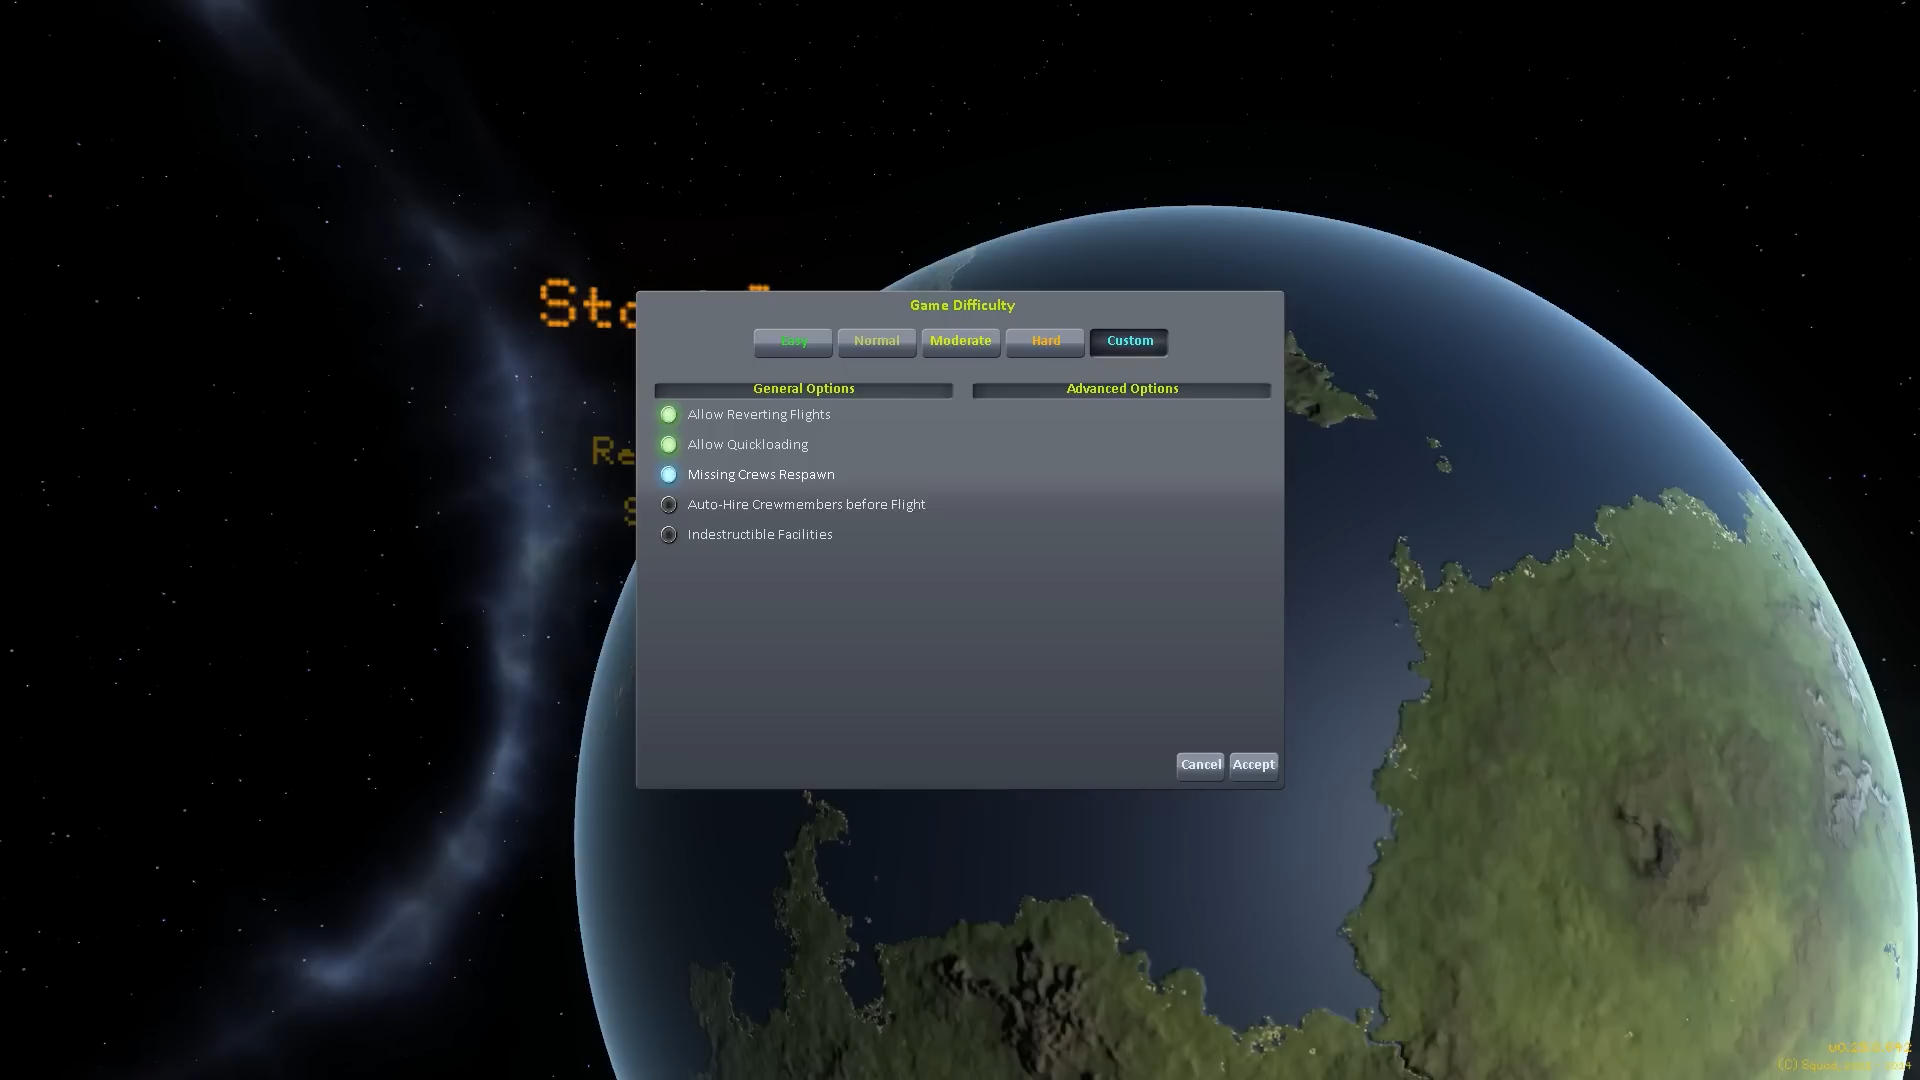 Game Difficulty
Easy Normal Moderate Hard Custom
General Options Advanced Options
Allow Reverting Flights
Allow Quickloading
Missing Crews Respawn
Auto-Hire Crewmembers before Flight
Indestructible Facilities
Cancel Accept
(C) Squad